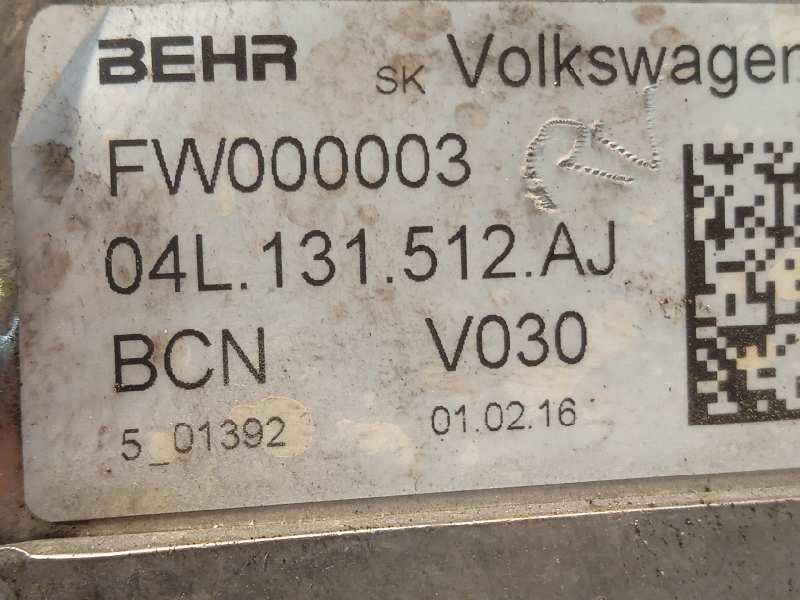 BEHR SK Volkswagen
FW000003
04L.131.512.AJ
BCN V030
5_01392 01.02.16